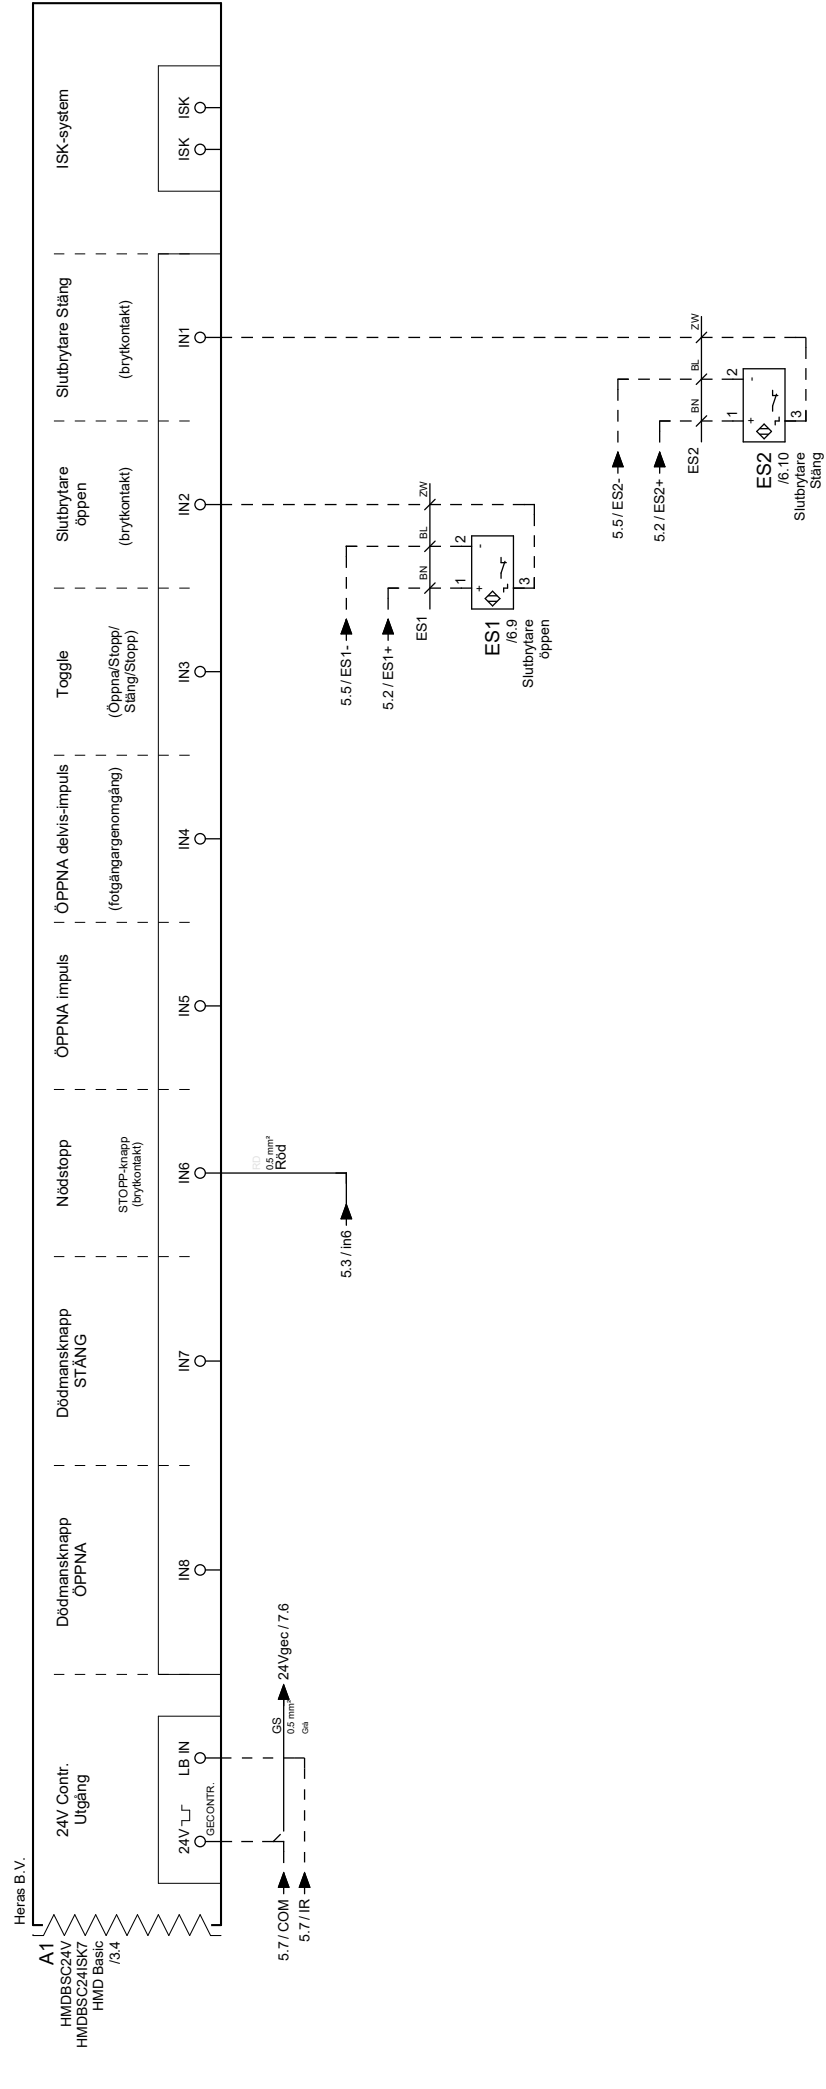 Heras B.V.
A1
HMDBSC24V
HMDBSC24ISK7
HMD Basic
/3.4
24V Contr.
Utgång
24V
GECONTR.
LB IN
5.7 / COM
5.7 / IR
GS
0.5 mm²
Grå
24Vgec / 7.6
Dödmansknapp
ÖPPNA
IN8
Dödmansknapp
STÄNG
IN7
Nödstopp
STOPP-knapp
(brytkontakt)
IN6
RD
0.5 mm²
Röd
5.3 / in6
ÖPPNA impuls
IN5
ÖPPNA delvis-impuls
(fotgängargenomgång)
IN4
Toggle
(Öppna/Stopp/
Stäng/Stopp)
IN3
Slutbrytare
öppen
(brytkontakt)
IN2
5.5 / ES1-
5.2 / ES1+
ES1
BN
BL
ZW
1
2
+
-
3
ES1
/6.9
Slutbrytare
öppen
Slutbrytare Stäng
(brytkontakt)
IN1
5.5 / ES2-
5.2 / ES2+
ES2
BN
BL
ZW
1
2
+
-
3
ES2
/6.10
Slutbrytare
Stäng
ISK-system
ISK
ISK